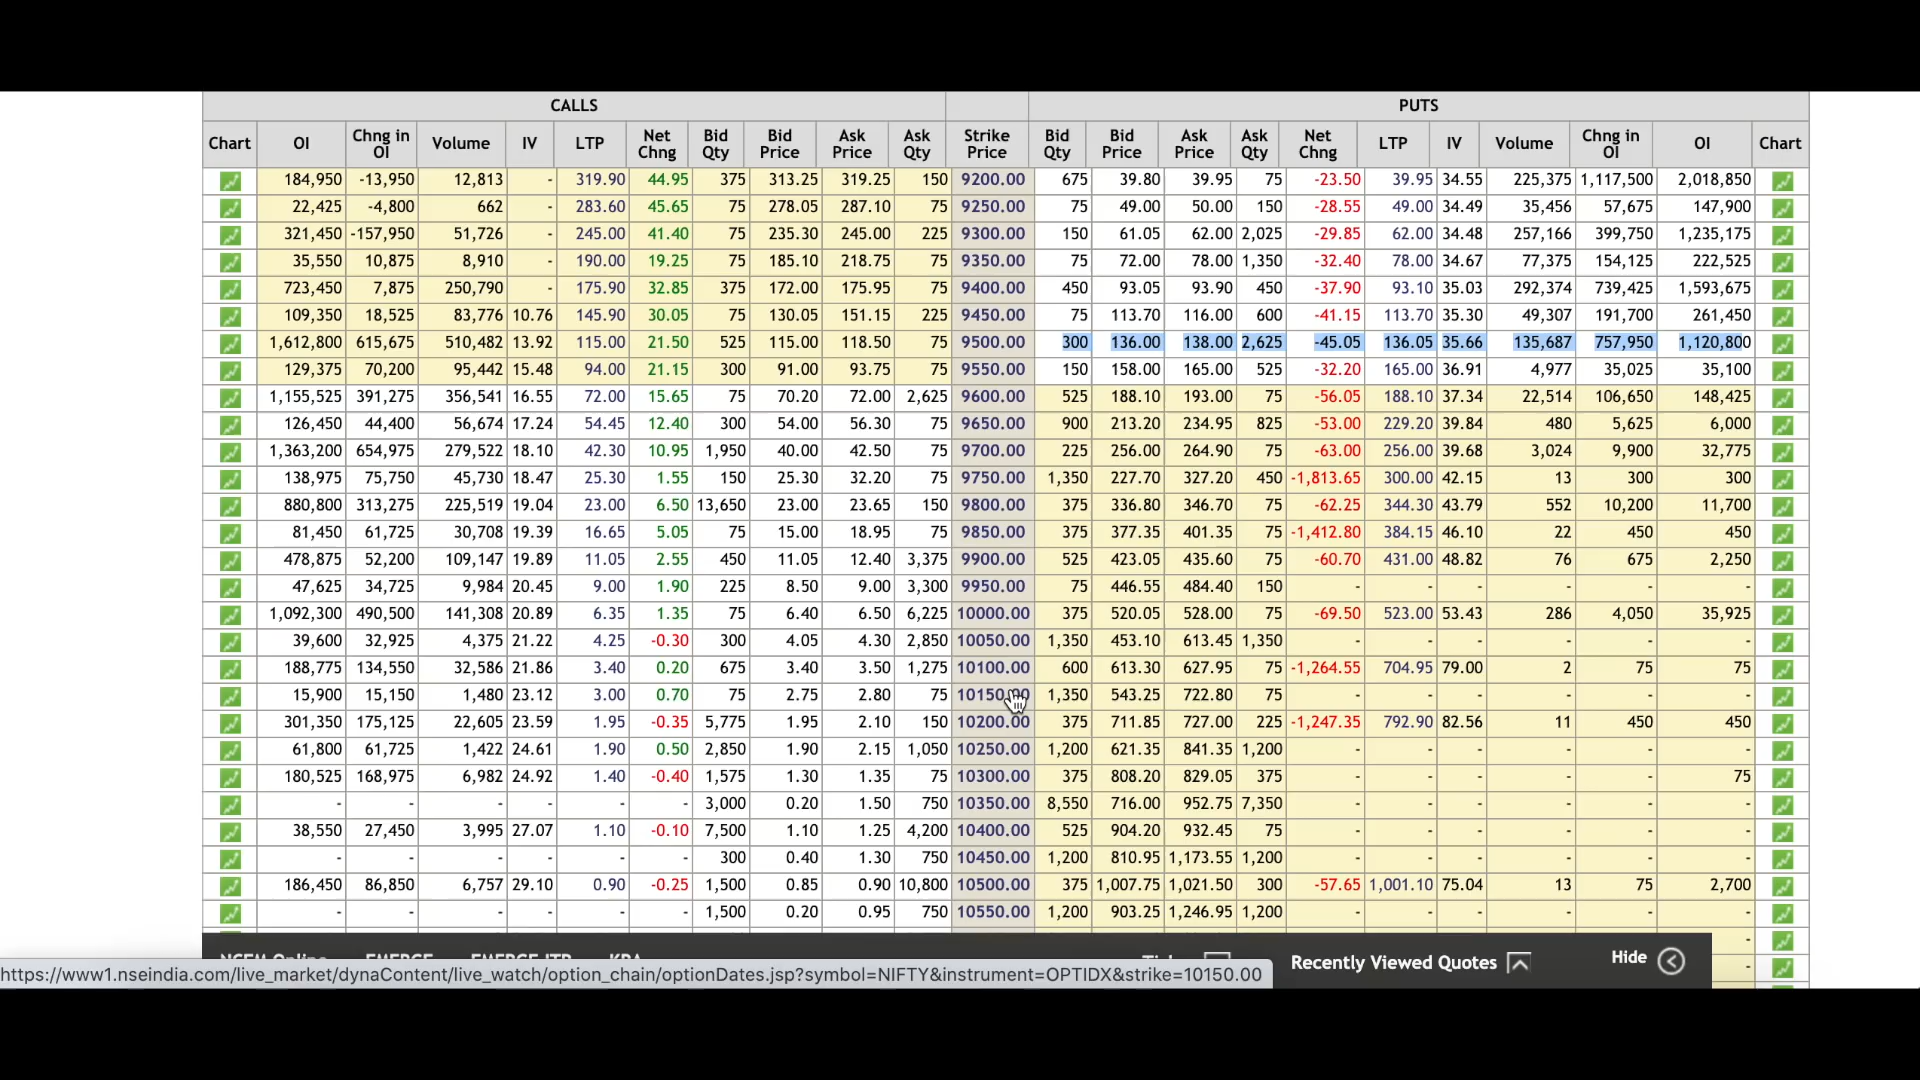 CALLS PUTS
Chart OI Chng in OI Volume IV LTP Net Chng Bid Qty Bid Price Ask Price Ask Qty Strike Price Bid Qty Bid Price Ask Price Ask Qty Net Chng LTP IV Volume Chng in OI OI Chart
184,950 -13,950 12,813 - 319.90 44.95 375 313.25 319.25 150 9200.00 675 39.80 39.95 75 -23.50 39.95 34.55 225,375 1,117,500 2,018,850
22,425 -4,800 662 - 283.60 45.65 75 278.05 287.10 75 9250.00 75 49.00 50.00 150 -28.55 49.00 34.49 35,456 57,675 147,900
321,450 -157,950 51,726 - 245.00 41.40 75 235.30 245.00 225 9300.00 150 61.05 62.00 2,025 -29.85 62.00 34.48 257,166 399,750 1,235,175
35,550 10,875 8,910 - 190.00 19.25 75 185.10 218.75 75 9350.00 75 72.00 78.00 1,350 -32.40 78.00 34.67 77,375 154,125 222,525
723,450 7,875 250,790 - 175.90 32.85 375 172.00 175.95 75 9400.00 450 93.05 93.90 450 -37.90 93.10 35.03 292,374 739,425 1,593,675
109,350 18,525 83,776 10.76 145.90 30.05 75 130.05 151.15 225 9450.00 75 113.70 116.00 600 -41.15 113.70 35.30 49,307 191,700 261,450
1,612,800 615,675 510,482 13.92 115.00 21.50 525 115.00 118.50 75 9500.00 300 136.00 138.00 2,625 -45.05 136.05 35.66 135,687 757,950 1,120,800
129,375 70,200 95,442 15.48 94.00 21.15 300 91.00 93.75 75 9550.00 150 158.00 165.00 525 -32.20 165.00 36.91 4,977 35,025 35,100
1,155,525 391,275 356,541 16.55 72.00 15.65 75 70.20 72.00 2,625 9600.00 525 188.10 193.00 75 -56.05 188.10 37.34 22,514 106,650 148,425
126,450 44,400 56,674 17.24 54.45 12.40 300 54.00 56.30 75 9650.00 900 213.20 234.95 825 -53.00 229.20 39.84 480 5,625 6,000
1,363,200 654,975 279,522 18.10 42.30 10.95 1,950 40.00 42.50 75 9700.00 225 256.00 264.90 75 -63.00 256.00 39.68 3,024 9,900 32,775
138,975 75,750 45,730 18.47 25.30 1.55 150 25.30 32.20 75 9750.00 1,350 227.70 327.20 450 -1,813.65 300.00 42.15 13 300 300
880,800 313,275 225,519 19.04 23.00 6.50 13,650 23.00 23.65 150 9800.00 375 336.80 346.70 75 -62.25 344.30 43.79 552 10,200 11,700
81,450 61,725 30,708 19.39 16.65 5.05 75 15.00 18.95 75 9850.00 375 377.35 401.35 75 -1,412.80 384.15 46.10 22 450 450
478,875 52,200 109,147 19.89 11.05 2.55 450 11.05 12.40 3,375 9900.00 525 423.05 435.60 75 -60.70 431.00 48.82 76 675 2,250
47,625 34,725 9,984 20.45 9.00 1.90 225 8.50 9.00 3,300 9950.00 75 446.55 484.40 150 - - - - - -
1,092,300 490,500 141,308 20.89 6.35 1.35 75 6.40 6.50 6,225 10000.00 375 520.05 528.00 75 -69.50 523.00 53.43 286 4,050 35,925
39,600 32,925 4,375 21.22 4.25 -0.30 300 4.05 4.30 2,850 10050.00 1,350 453.10 613.45 1,350 - - - - - -
188,775 134,550 32,586 21.86 3.40 0.20 675 3.40 3.50 1,275 10100.00 600 613.30 627.95 75 -1,264.55 704.95 79.00 2 75 75
15,900 15,150 1,480 23.12 3.00 0.70 75 2.75 2.80 75 10150.00 1,350 543.25 722.80 75 - - - - - -
301,350 175,125 22,605 23.59 1.95 -0.35 5,775 1.95 2.10 150 10200.00 375 711.85 727.00 225 -1,247.35 792.90 82.56 11 450 450
61,800 61,725 1,422 24.61 1.90 0.50 2,850 1.90 2.15 1,050 10250.00 1,200 621.35 841.35 1,200 - - - - - -
180,525 168,975 6,982 24.92 1.40 -0.40 1,575 1.30 1.35 75 10300.00 375 808.20 829.05 375 - - - - - 75
- - - - - - 3,000 0.20 1.50 750 10350.00 8,550 716.00 952.75 7,350 - - - - - -
38,550 27,450 3,995 27.07 1.10 -0.10 7,500 1.10 1.25 4,200 10400.00 525 904.20 932.45 75 - - - - - -
- - - - - - 300 0.40 1.30 750 10450.00 1,200 810.95 1,173.55 1,200 - - - - - -
186,450 86,850 6,757 29.10 0.90 -0.25 1,500 0.85 0.90 10,800 10500.00 375 1,007.75 1,021.50 300 -57.65 1,001.10 75.04 13 75 2,700
- - - - - - 1,500 0.20 0.95 750 10550.00 1,200 903.25 1,246.95 1,200 - - - - - -
Recently Viewed Quotes Hide
https://www1.nseindia.com/live_market/dynaContent/live_watch/option_chain/optionDates.jsp?symbol=NIFTY&instrument=OPTIDX&strike=10150.00